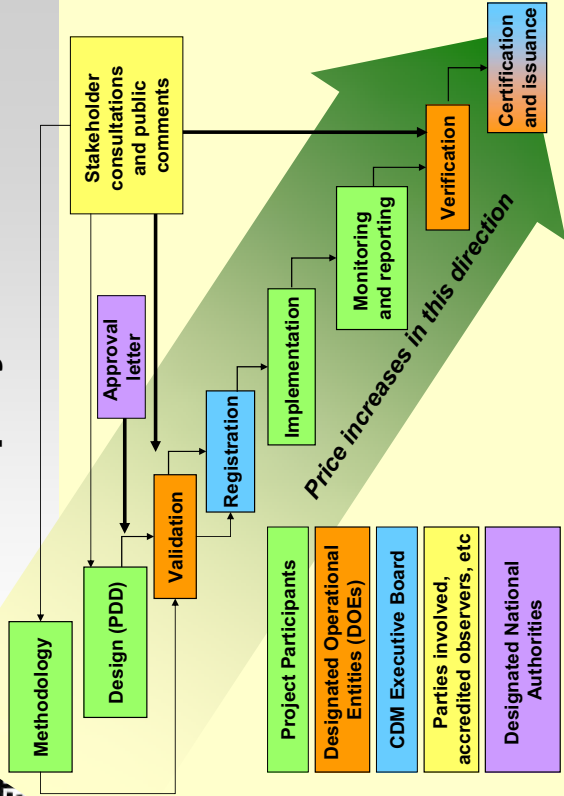 Methodology
Design (PDD)
Validation
Registration
Approval
letter
Stakeholder
consultations
and public
comments
Implementation
Monitoring
and reporting
Verification
Certification
and issuance
Price increases in this direction
Project Participants
Designated Operational
Entities (DOEs)
CDM Executive Board
Parties involved,
accredited observers, etc
Designated National
Authorities